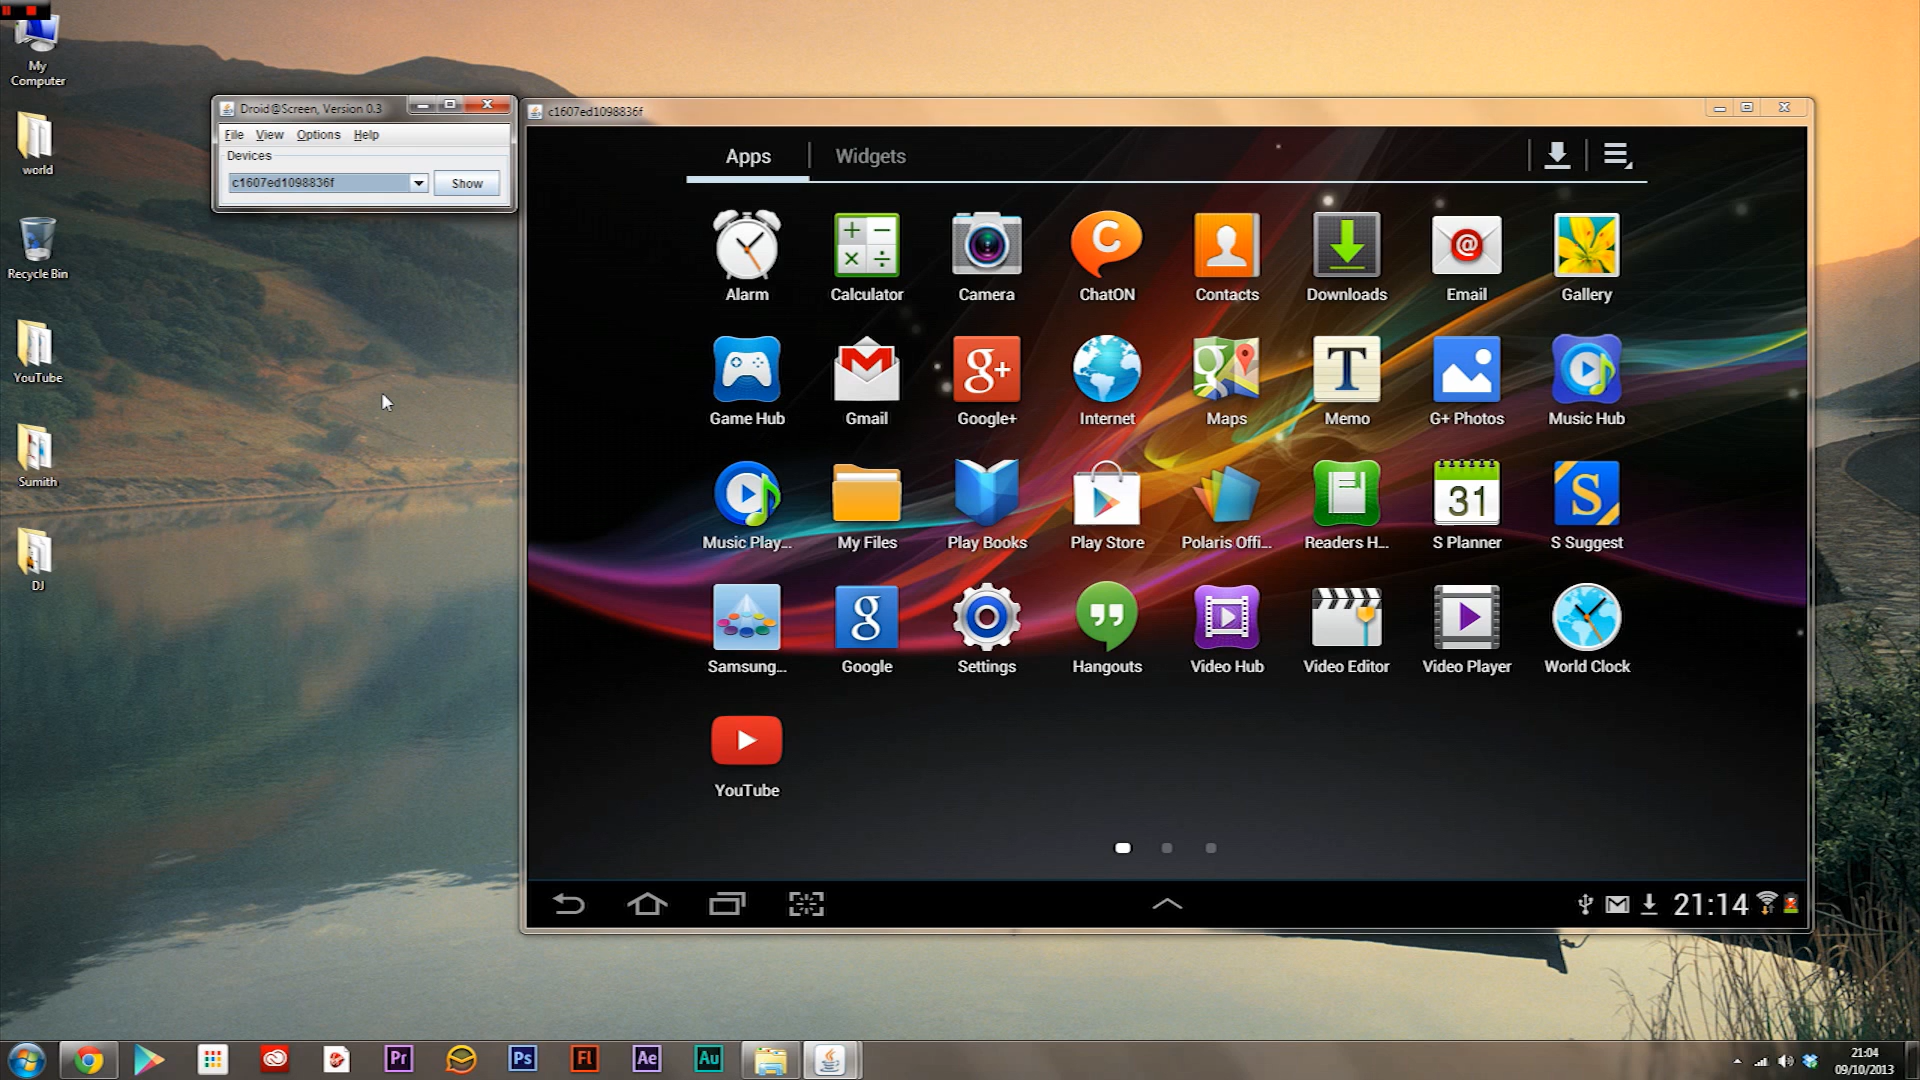 My Computer
world
Recycle Bin
YouTube
Sumith
DJ
Droid@Screen, Version 0.3
File View Options Help
Devices
c1607ed1098836f Show
c1607ed1098836f
Apps Widgets
Alarm Calculator Camera ChatON Contacts Downloads Email Gallery
Game Hub Gmail Google+ Internet Maps Memo G+ Photos Music Hub
Music Play... My Files Play Books Play Store Polaris Offi... Readers H... S Planner S Suggest
Samsung... Google Settings Hangouts Video Hub Video Editor Video Player World Clock
YouTube
C
@
g+
g
T
31
S
g
21:14
Pr
Ps
Fl
Ae
Au
21:04
09/10/2013